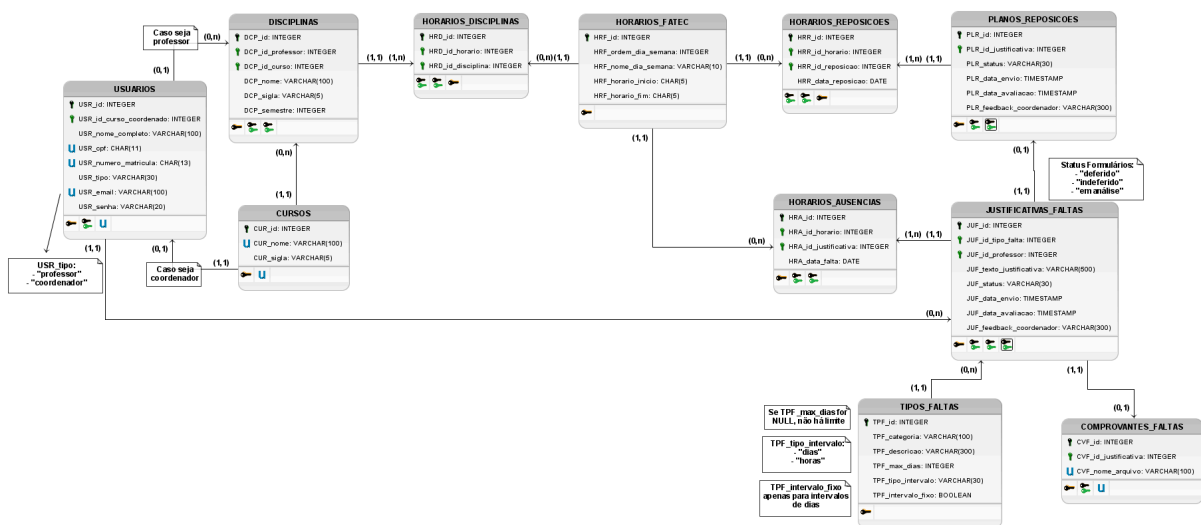 Caso seja
professor
(0,n)
(0,1)
DISCIPLINAS
DCP_id: INTEGER
DCP_id_professor: INTEGER
DCP_id_curso: INTEGER
DCP_nome: VARCHAR(100)
DCP_sigla: VARCHAR(5)
DCP_semestre: INTEGER
(1,1)
(1,n)
HORARIOS_DISCIPLINAS
HRD_id: INTEGER
HRD_id_horario: INTEGER
HRD_id_disciplina: INTEGER
(0,n)
(1,1)
HORARIOS_FATEC
HRF_id: INTEGER
HRF_ordem_dia_semana: INTEGER
HRF_nome_dia_semana: VARCHAR(10)
HRF_horario_inicio: CHAR(5)
HRF_horario_fim: CHAR(5)
(1,1)
(0,n)
HORARIOS_REPOSICOES
HRR_id: INTEGER
HRR_id_horario: INTEGER
HRR_id_reposicao: INTEGER
HRR_data_reposicao: DATE
(1,n)
(1,1)
PLANOS_REPOSICOES
PLR_id: INTEGER
PLR_id_justificativa: INTEGER
PLR_status: VARCHAR(30)
PLR_data_envio: TIMESTAMP
PLR_data_avaliacao: TIMESTAMP
PLR_feedback_coordenador: VARCHAR(300)
USUARIOS
USR_id: INTEGER
USR_id_curso_coordenado: INTEGER
USR_nome_completo: VARCHAR(100)
USR_cpf: CHAR(11)
USR_numero_matricula: CHAR(13)
USR_tipo: VARCHAR(30)
USR_email: VARCHAR(100)
USR_senha: VARCHAR(20)
(1,1)
(0,1)
USR_tipo:
- "professor"
- "coordenador"
Caso seja
coordenador
(1,1)
(0,n)
(1,1)
CURSOS
CUR_id: INTEGER
CUR_nome: VARCHAR(100)
CUR_sigla: VARCHAR(5)
(1,1)
(0,n)
HORARIOS_AUSENCIAS
HRA_id: INTEGER
HRA_id_horario: INTEGER
HRA_id_justificativa: INTEGER
HRA_data_falta: DATE
(1,n)
(1,1)
(0,1)
(1,1)
Status Formulários:
- "deferido"
- "indeferido"
- "em análise"
JUSTIFICATIVAS_FALTAS
JUF_id: INTEGER
JUF_id_tipo_falta: INTEGER
JUF_id_professor: INTEGER
JUF_texto_justificativa: VARCHAR(500)
JUF_status: VARCHAR(30)
JUF_data_envio: TIMESTAMP
JUF_data_avaliacao: TIMESTAMP
JUF_feedback_coordenador: VARCHAR(300)
(0,n)
(0,n)
(1,1)
(1,1)
(0,1)
Se TPF_max_dias for
NULL, não há limite
TPF_tipo_intervalo:
- "dias"
- "horas"
TPF_intervalo_fixo
apenas para intervalos
de dias
TIPOS_FALTAS
TPF_id: INTEGER
TPF_categoria: VARCHAR(100)
TPF_descricao: VARCHAR(300)
TPF_max_dias: INTEGER
TPF_tipo_intervalo: VARCHAR(30)
TPF_intervalo_fixo: BOOLEAN
COMPROVANTES_FALTAS
CVF_id: INTEGER
CVF_id_justificativa: INTEGER
CVF_nome_arquivo: VARCHAR(100)